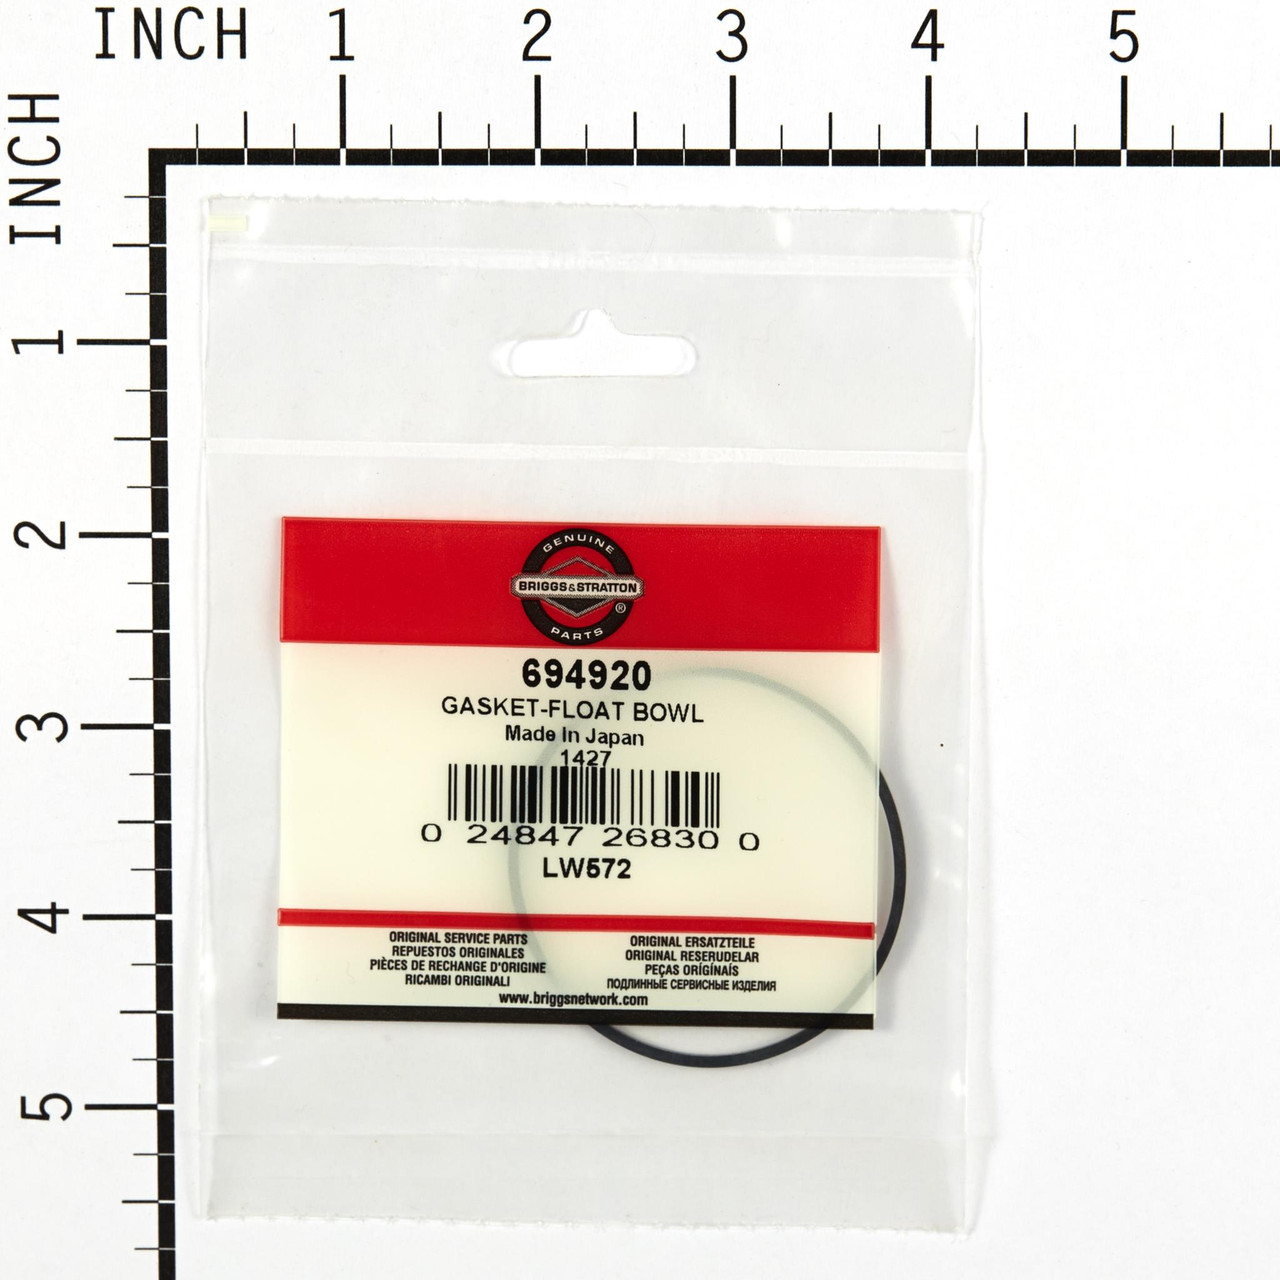 INCH 1 2 3 4 5
INCH
1
2
3
4
5
GENUINE
BRIGGS&STRATTON
®
PARTS
694920
GASKET-FLOAT BOWL
Made In Japan
1427
0 24847 26830 0
LW572
ORIGINAL SERVICE PARTS
REPUESTOS ORIGINALES
PIÈCES DE RECHANGE D'ORIGINE
RICAMBI ORIGINALI
ORIGINAL ERSATZTEILE
ORIGINAL RESERUDELAR
PEÇAS ORÍGINÁIS
ПОДЛИННЫЕ СЕРВИСНЫЕ ИЗДЕЛИЯ
www.briggsnetwork.com